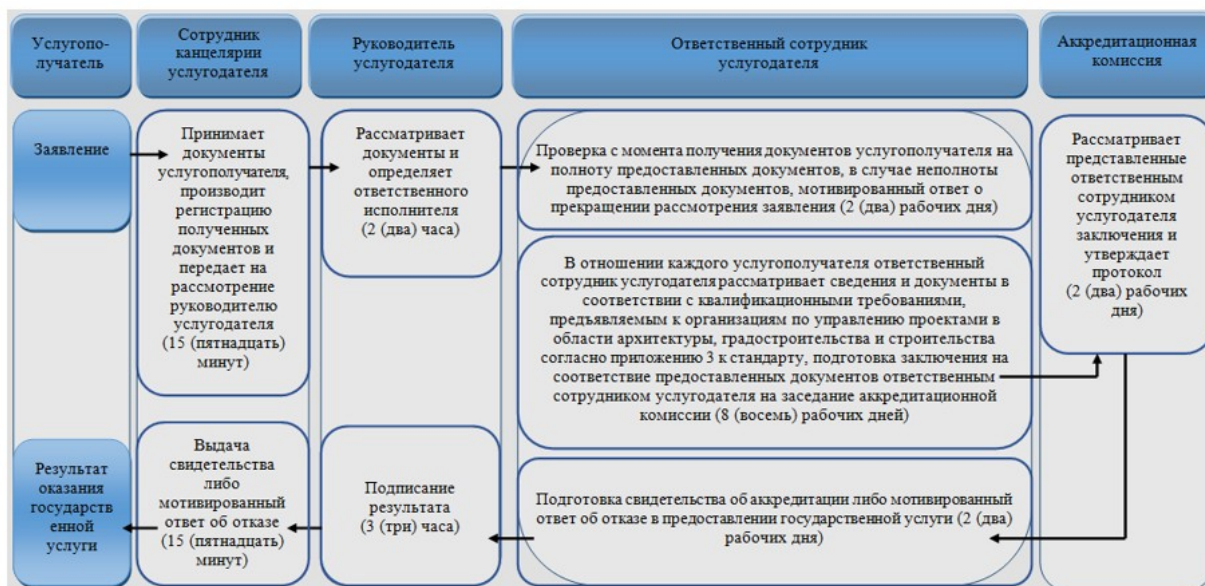 Услугопо-
лучатель
Сотрудник
канцелярии
услугодателя
Руководитель
услугодателя
Ответственный сотрудник
услугодателя
Аккредитационная
комиссия
Заявление
Принимает
документы
услугополучателя,
производит
регистрацию
полученных
документов и
передает на
рассмотрение
руководителю
услугодателя
(15 (пятнадцать)
минут)
Рассматривает
документы и
определяет
ответственного
исполнителя
(2 (два) часа)
Проверка с момента получения документов услугополучателя на
полноту предоставленных документов, в случае неполноты
предоставленных документов, мотивированный ответ о
прекращении рассмотрения заявления (2 (два) рабочих дня)
В отношении каждого услугополучателя ответственный
сотрудник услугодателя рассматривает сведения и документы в
соответствии с квалификационными требованиями,
предъявляемым к организациям по управлению проектами в
области архитектуры, градостроительства и строительства
согласно приложению 3 к стандарту, подготовка заключения на
соответствие предоставленных документов ответственным
сотрудником услугодателя на заседание аккредитационной
комиссии (8 (восемь) рабочих дней)
Рассматривает
представленные
ответственным
сотрудником
услугодателя
заключения и
утверждает
протокол
(2 (два) рабочих
дня)
Результат
оказания
государств
енной
услуги
Выдача
свидетельства
либо
мотивированный
ответ об отказе
(15 (пятнадцать)
минут)
Подписание
результата
(3 (три) часа)
Подготовка свидетельства об аккредитации либо мотивированный
ответ об отказе в предоставлении государственной услуги (2 (два)
рабочих дня)